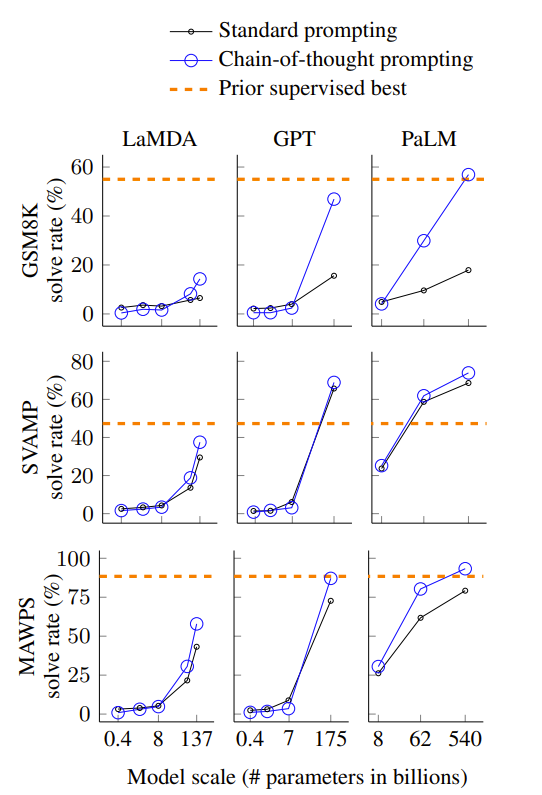 Standard prompting
Chain-of-thought prompting
Prior supervised best
LaMDA GPT PaLM
GSM8K
solve rate (%)
60
40
20
0
SVAMP
solve rate (%)
80
60
40
20
0
MAWPS
solve rate (%)
100
75
50
25
0
0.4 8 137 0.4 7 175 8 62 540
Model scale (# parameters in billions)